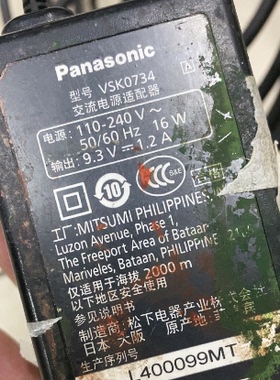 Panasonic
型号 VSK0734
交流电源适配器
A
电源: 110-240 V ~
50/60 Hz 16 W
输出: 9.3 V 1.2 A
10
CCC
S&E
工厂:MITSUMI PHILIPPINES,
Luzon Avenue, Phase 1,
The Freeport Area of Bataan
Mariveles, Bataan, PHILIPPINE
仅适用于海拔 2000 m
以下地区安全使用
参见说明书
制造商: 松下电器产业株式会社
日本 大阪 原产地:
生产序列号
L400099MT